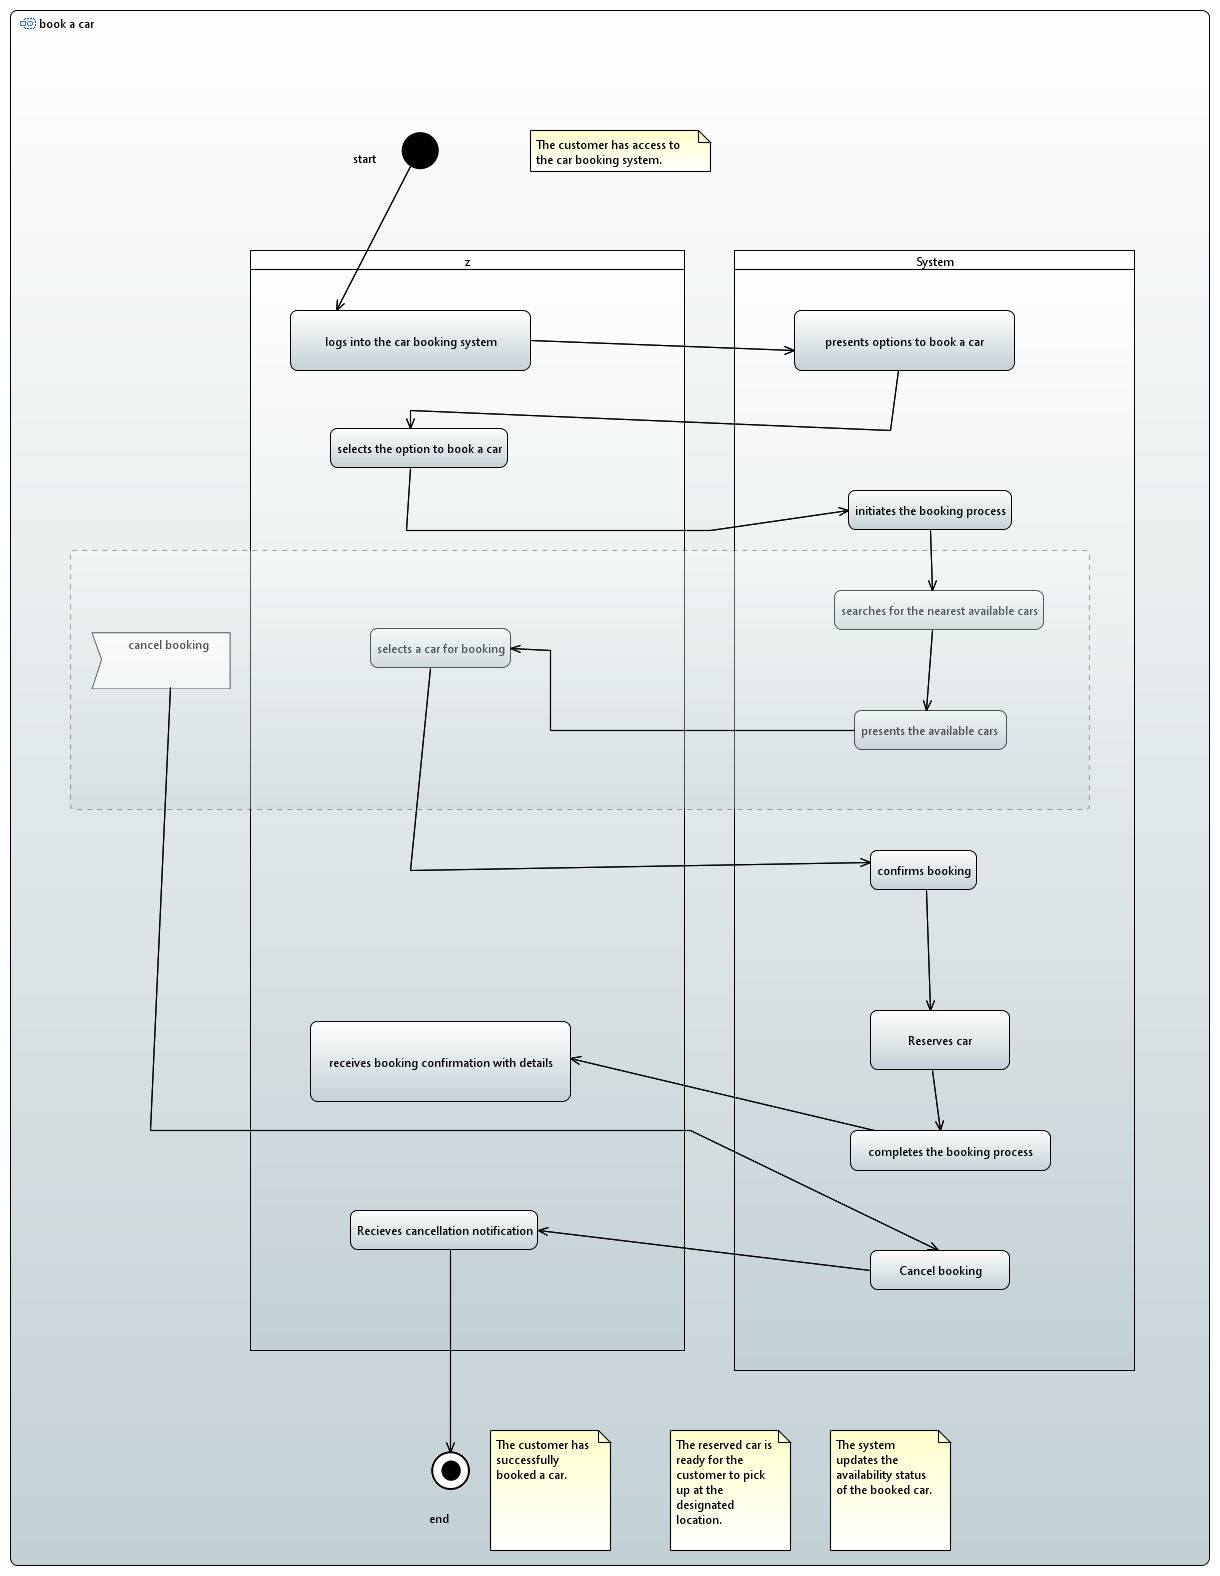 book a car
start
The customer has access to
the car booking system.
z
System
logs into the car booking system
presents options to book a car
selects the option to book a car
initiates the booking process
searches for the nearest available cars
cancel booking
selects a car for booking
presents the available cars
confirms booking
receives booking confirmation with details
Reserves car
completes the booking process
Recieves cancellation notification
Cancel booking
The customer has
successfully
booked a car.
The reserved car is
ready for the
customer to pick
up at the
designated
location.
The system
updates the
availability status
of the booked car.
end